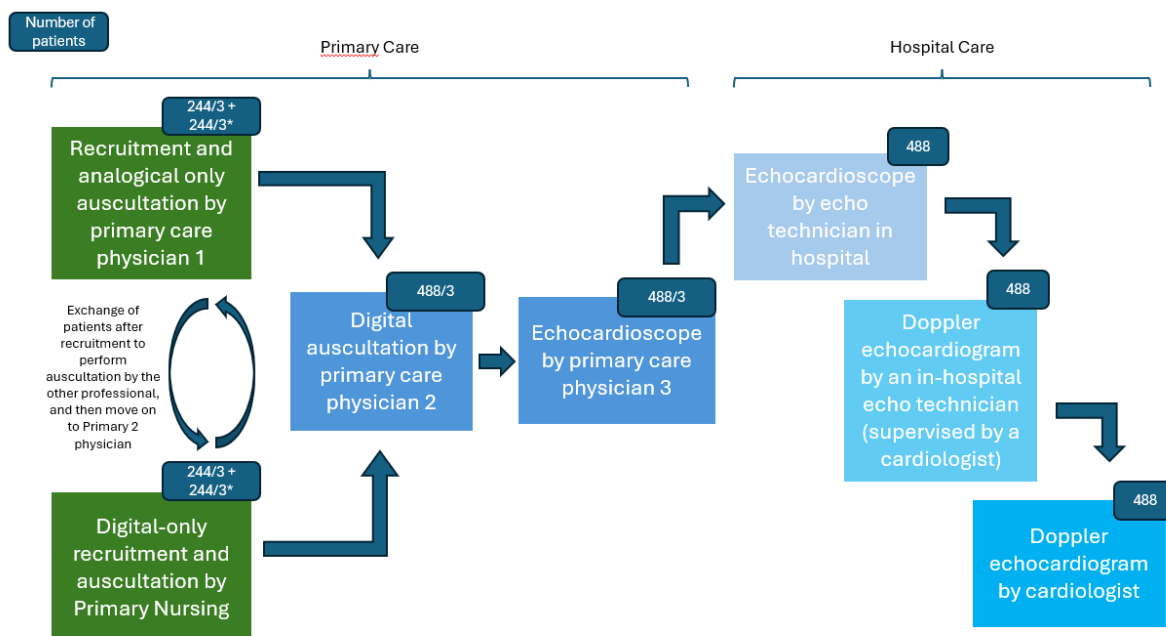 Number of
patients
Primary Care
Hospital Care
244/3 +
244/3*
Recruitment and
analogical only
auscultation by
primary care
physician 1
Exchange of
patients after
recruitment to
perform
auscultation by the
other professional,
and then move on
to Primary 2
physician
244/3 +
244/3*
Digital-only
recruitment and
auscultation by
Primary Nursing
488/3
Digital
auscultation by
primary care
physician 2
488/3
Echocardioscope
by primary care
physician 3
488
Echocardioscope
by echo
technician in
hospital
488
Doppler
echocardiogram
by an in-hospital
echo technician
(supervised by a
cardiologist)
488
Doppler
echocardiogram
by cardiologist